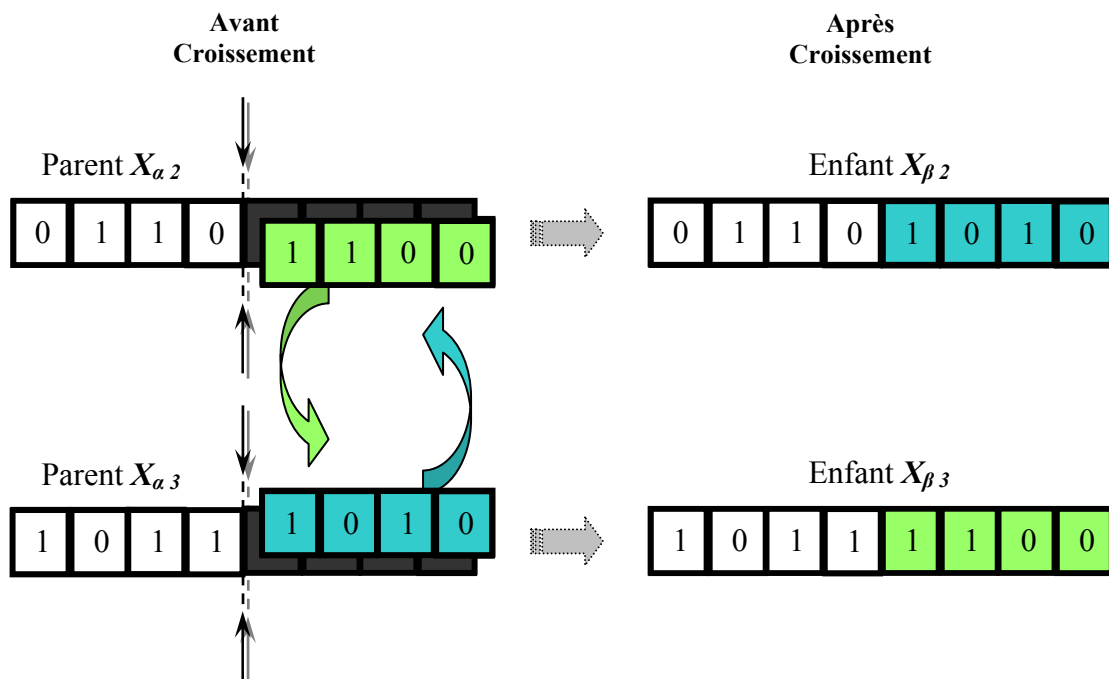 Avant
Croissement
Après
Croissement
Parent Xα 2
Enfant Xβ 2
0 1 1 0 1 1 0 0
0 1 1 0 1 0 1 0
Parent Xα 3
Enfant Xβ 3
1 0 1 1 1 0 1 0
1 0 1 1 1 1 0 0